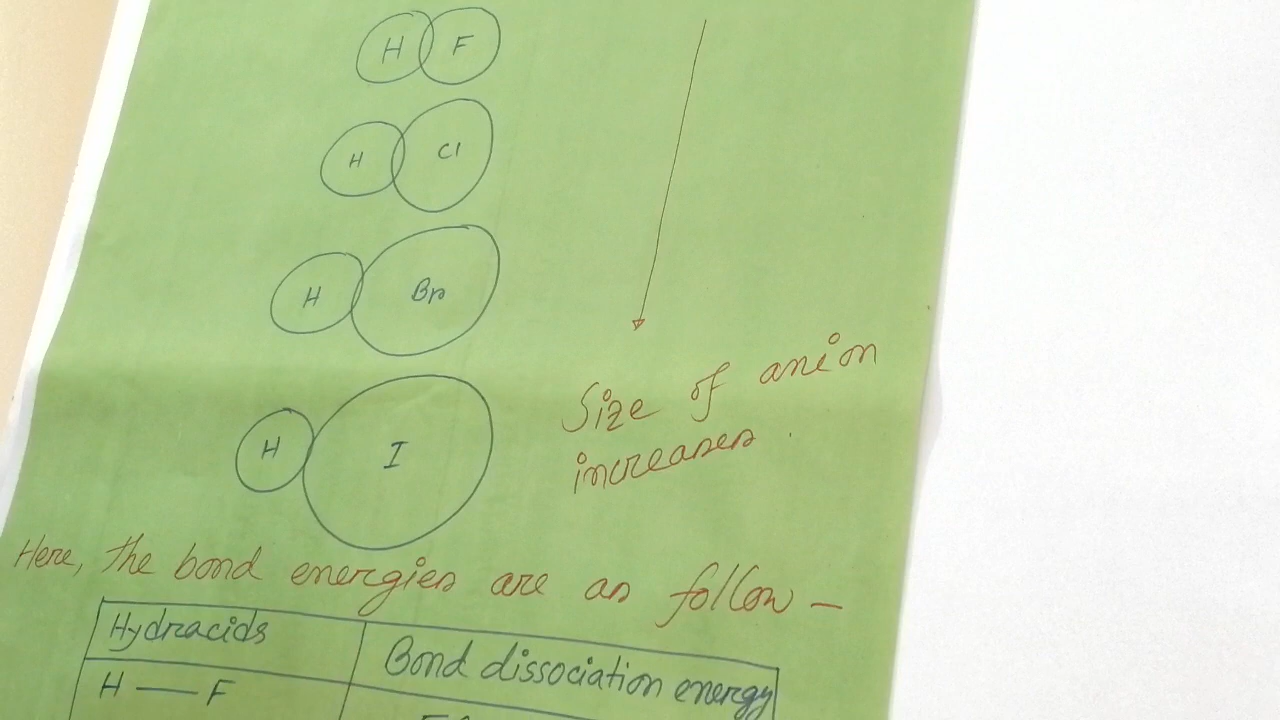 H F
H Cl
H Br
H I
Size of anion
increases
Here, the bond energies are as follow –
Hydracids
Bond dissociation energy
H — F